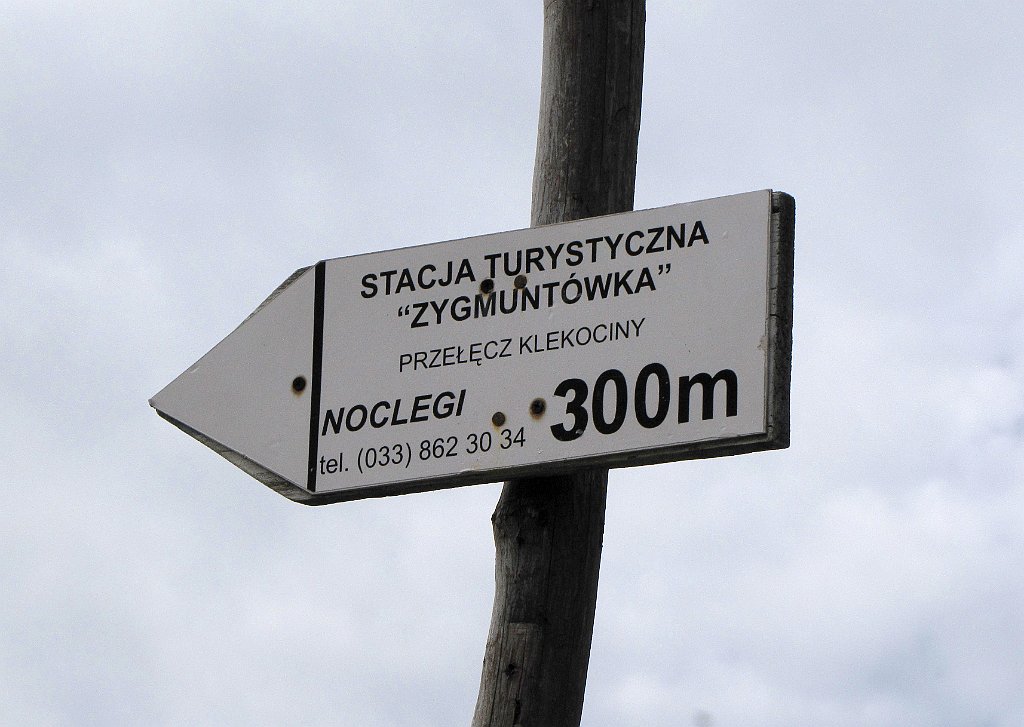 STACJA TURYSTYCZNA
“ZYGMUNTÓWKA”
PRZEŁĘCZ KLEKOCINY
NOCLEGI 300m
tel. (033) 862 30 34